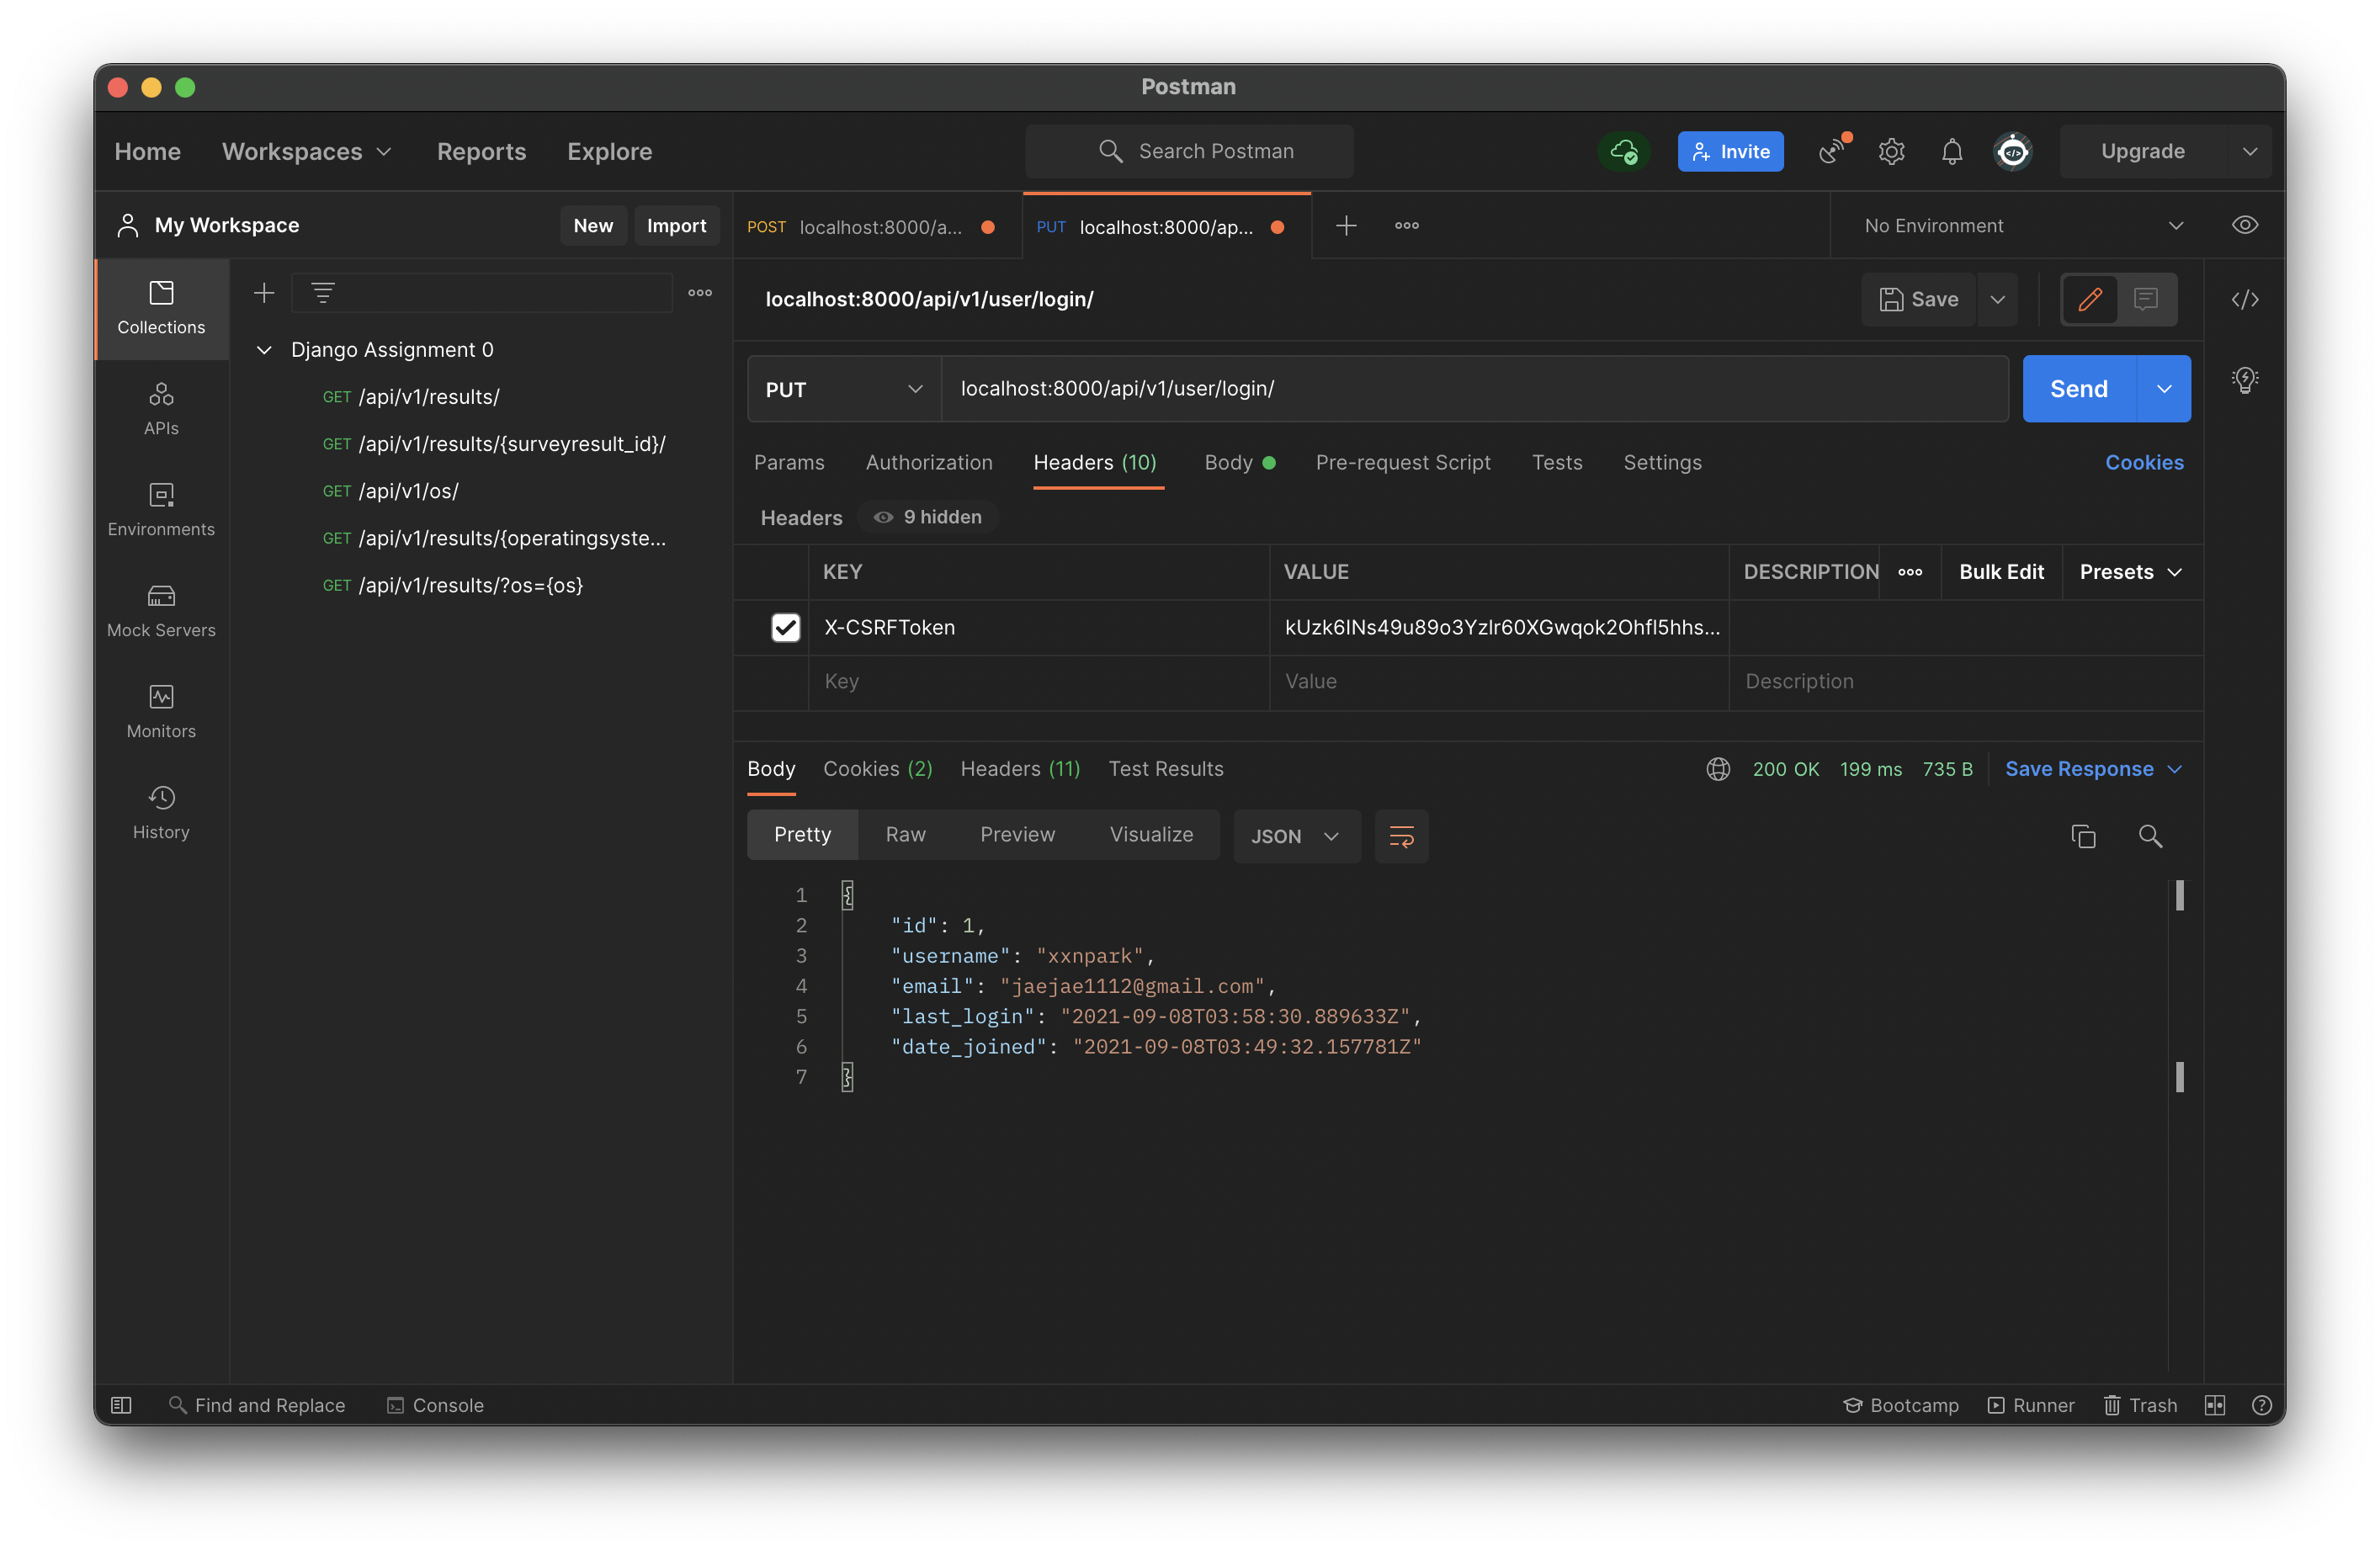 Postman
Home Workspaces Reports Explore Search Postman Invite Upgrade
My Workspace New Import
POST localhost:8000/a... PUT localhost:8000/ap... No Environment
Collections
APIs
Environments
Mock Servers
Monitors
History
Django Assignment 0
GET /api/v1/results/
GET /api/v1/results/{surveyresult_id}/
GET /api/v1/os/
GET /api/v1/results/{operatingsyste...
GET /api/v1/results/?os={os}
localhost:8000/api/v1/user/login/ Save
PUT localhost:8000/api/v1/user/login/ Send
Params Authorization Headers (10) Body Pre-request Script Tests Settings Cookies
Headers 9 hidden
KEY VALUE DESCRIPTION Bulk Edit Presets
X-CSRFToken kUzk6INs49u89o3YzIr60XGwqok2OhfI5hhs...
Key Value Description
Body Cookies (2) Headers (11) Test Results 200 OK 199 ms 735 B Save Response
Pretty Raw Preview Visualize JSON
1 {
2 "id": 1,
3 "username": "xxnpark",
4 "email": "jaejae1112@gmail.com",
5 "last_login": "2021-09-08T03:58:30.889633Z",
6 "date_joined": "2021-09-08T03:49:32.157781Z"
7 }
Find and Replace Console Bootcamp Runner Trash